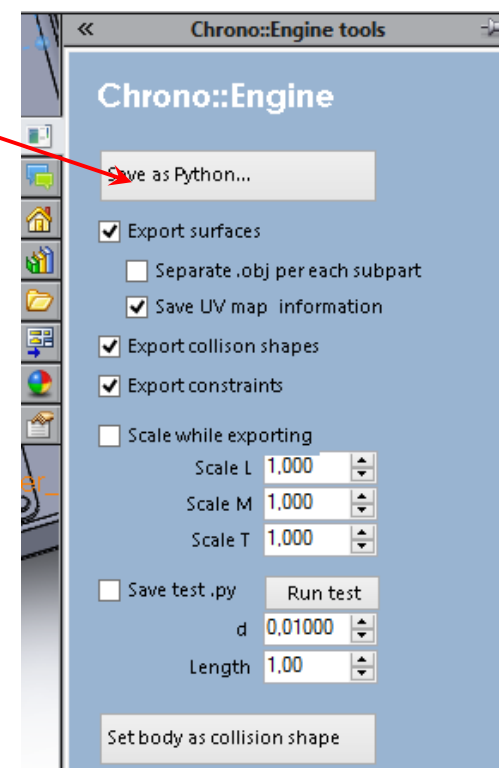 Chrono::Engine tools
Chrono::Engine
Save as Python...
Export surfaces
Separate .obj per each subpart
Save UV map information
Export collison shapes
Export constraints
Scale while exporting
Scale L 1,000
Scale M 1,000
Scale T 1,000
Save test .py Run test
d 0,01000
Length 1,00
Set body as collision shape